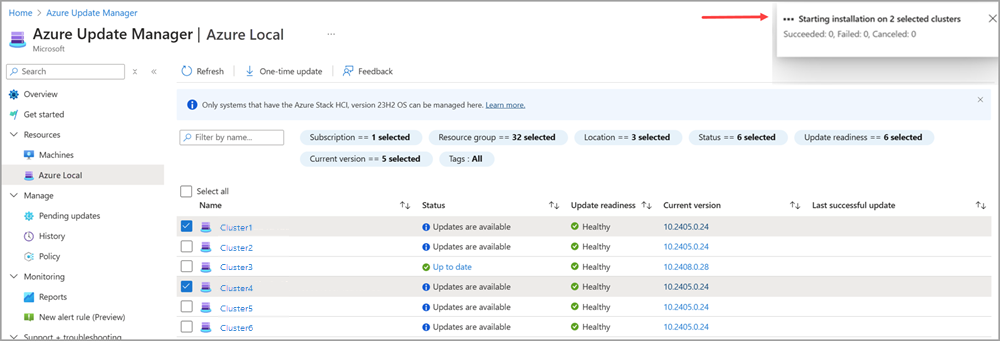 Home > Azure Update Manager
Azure Update Manager | Azure Local ...
Microsoft
Starting installation on 2 selected clusters
Succeeded: 0, Failed: 0, Canceled: 0
Search
Overview
Get started
Resources
Machines
Azure Local
Manage
Pending updates
History
Policy
Monitoring
Reports
New alert rule (Preview)
Support + troubleshooting
Refresh One-time update Feedback
Only systems that have the Azure Stack HCI, version 23H2 OS can be managed here. Learn more.
Filter by name... Subscription == 1 selected Resource group == 32 selected Location == 3 selected Status == 6 selected Update readiness == 6 selected
Current version == 5 selected Tags : All
Select all
Name Status Update readiness Current version Last successful update
Cluster1 Updates are available Healthy 10.2405.0.24
Cluster2 Updates are available Healthy 10.2405.0.24
Cluster3 Up to date Healthy 10.2408.0.28
Cluster4 Updates are available Healthy 10.2405.0.24
Cluster5 Updates are available Healthy 10.2405.0.24
Cluster6 Updates are available Healthy 10.2405.0.24